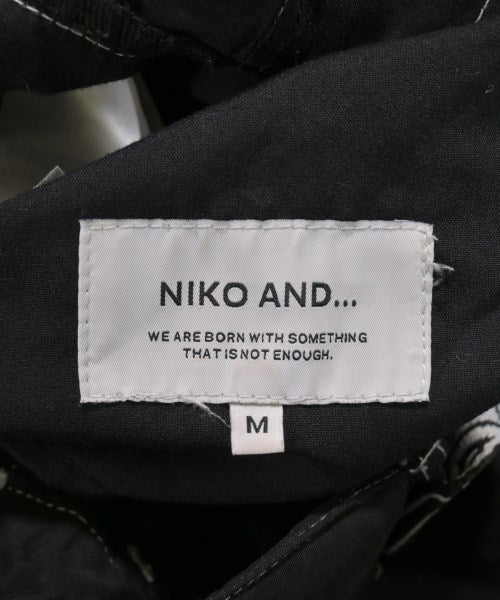 NIKO AND...
WE ARE BORN WITH SOMETHING
THAT IS NOT ENOUGH.
M